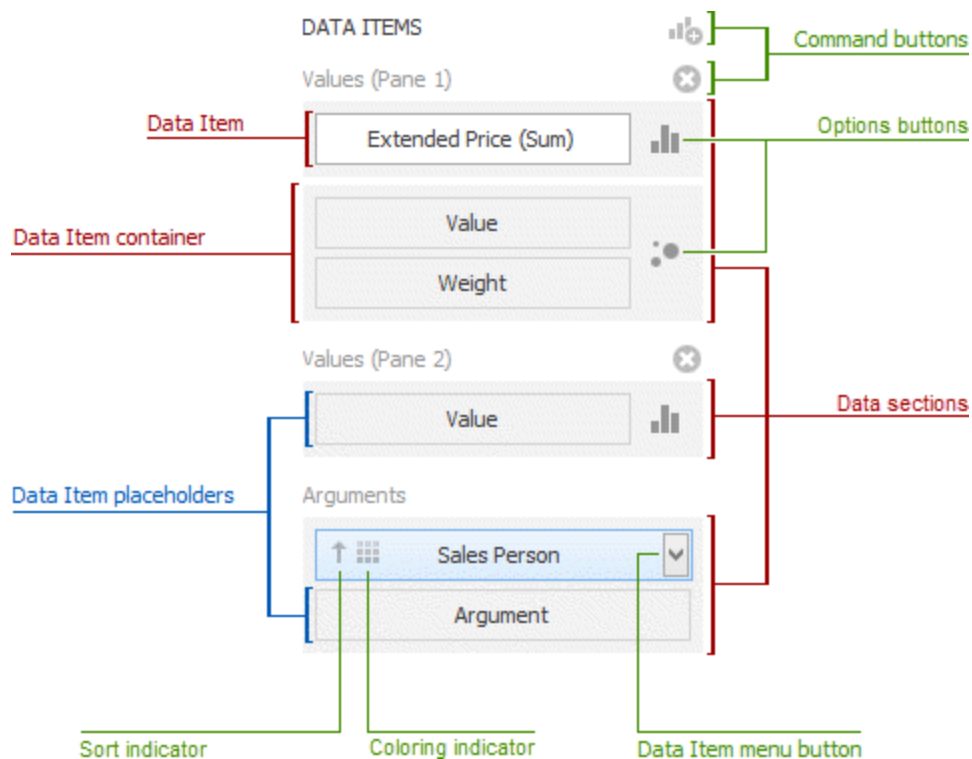 DATA ITEMS
Command buttons
Values (Pane 1)
Data Item
Extended Price (Sum)
Options buttons
Value
Data Item container
Weight
Values (Pane 2)
Value
Data sections
Data Item placeholders
Arguments
Sales Person
Argument
Sort indicator
Coloring indicator
Data Item menu button